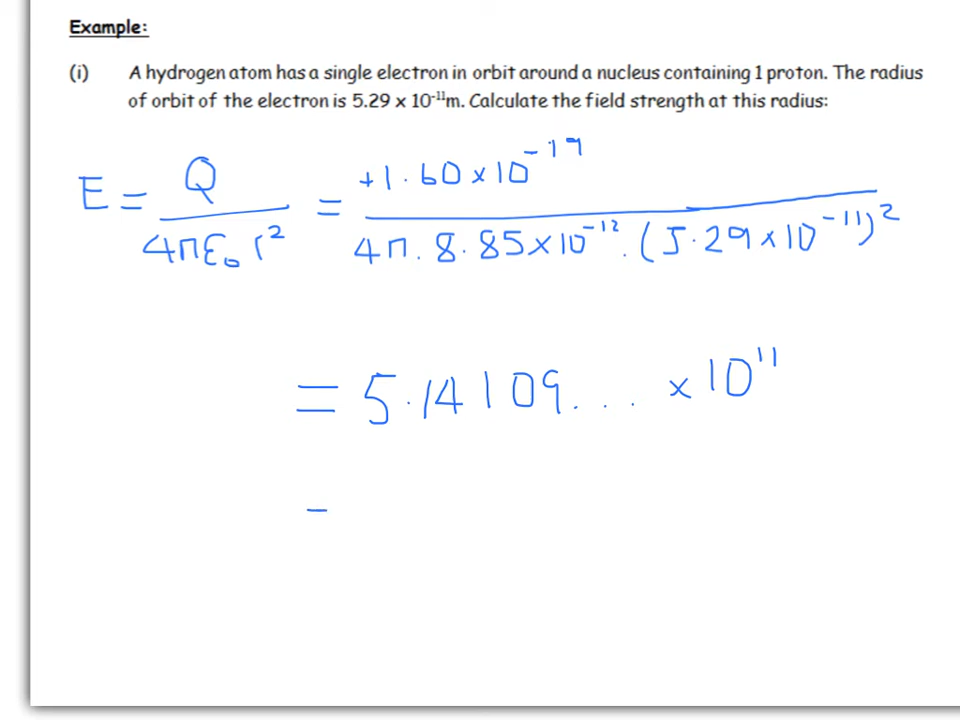 Example:
(i) A hydrogen atom has a single electron in orbit around a nucleus containing 1 proton. The radius
of orbit of the electron is 5.29 x 10⁻¹¹m. Calculate the field strength at this radius:
E = Q / 4πε₀r² = +1.60 × 10⁻¹⁹ / 4π . 8.85 × 10⁻¹² . (5.29 × 10⁻¹¹)²
= 5.14109... × 10¹¹